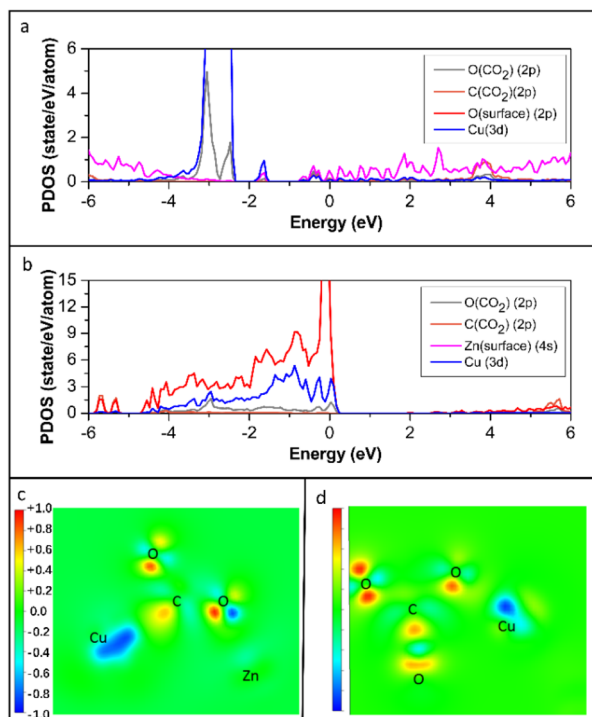 a
6
4
2
0
PDOS (state/eV/atom)
O(CO₂) (2p)
C(CO₂)(2p)
O(surface) (2p)
Cu(3d)
-6 -4 -2 0 2 4 6
Energy (eV)
b
15
12
9
6
3
0
PDOS (state/eV/atom)
O(CO₂) (2p)
C(CO₂) (2p)
Zn(surface) (4s)
Cu (3d)
-6 -4 -2 0 2 4 6
Energy (eV)
c
+1.0
+0.8
+0.6
+0.4
+0.2
0.0
-0.2
-0.4
-0.6
-0.8
-1.0
O
C
O
Cu
Zn
d
O
O
C
Cu
O